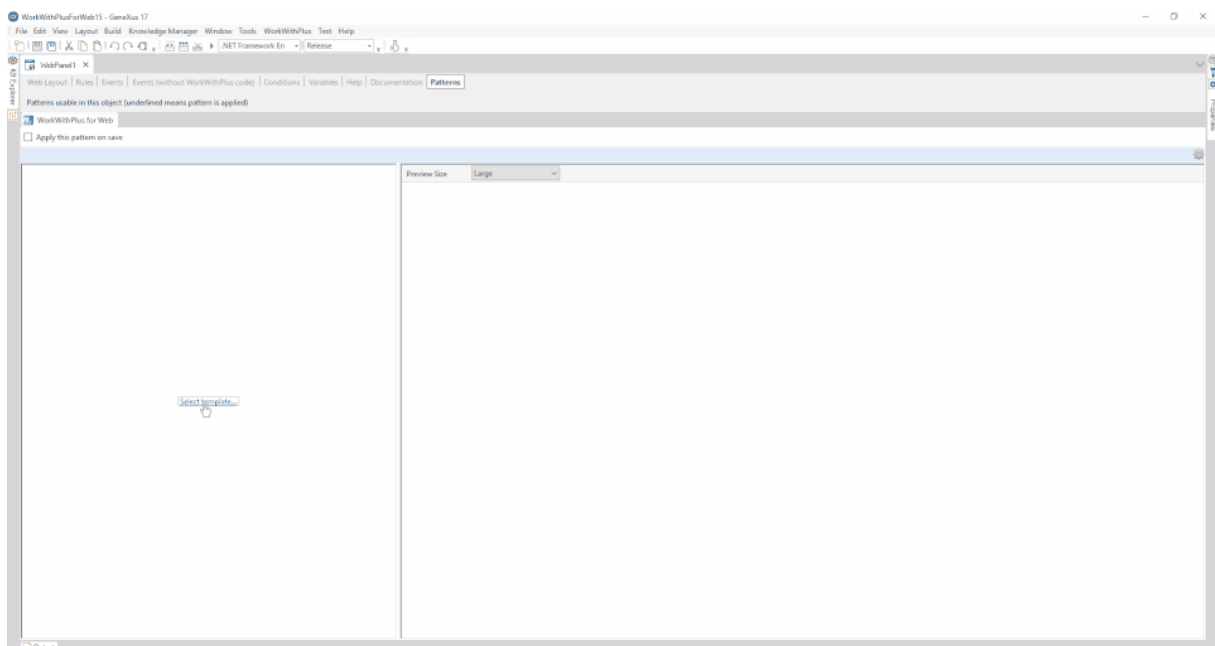 WorkWithPlusForWeb15 - GeneXus 17
File Edit View Layout Build Knowledge Manager Window Tools WorkWithPlus Test Help
.NET Framework En Release
WebPanel1
Web Layout Rules Events Events (without WorkWithPlus code) Conditions Variables Help Documentation Patterns
Patterns usable in this object (underlined means pattern is applied)
WorkWithPlus for Web
Apply this pattern on save
Preview Size Large
Select template...
KB Explorer
Properties
Output